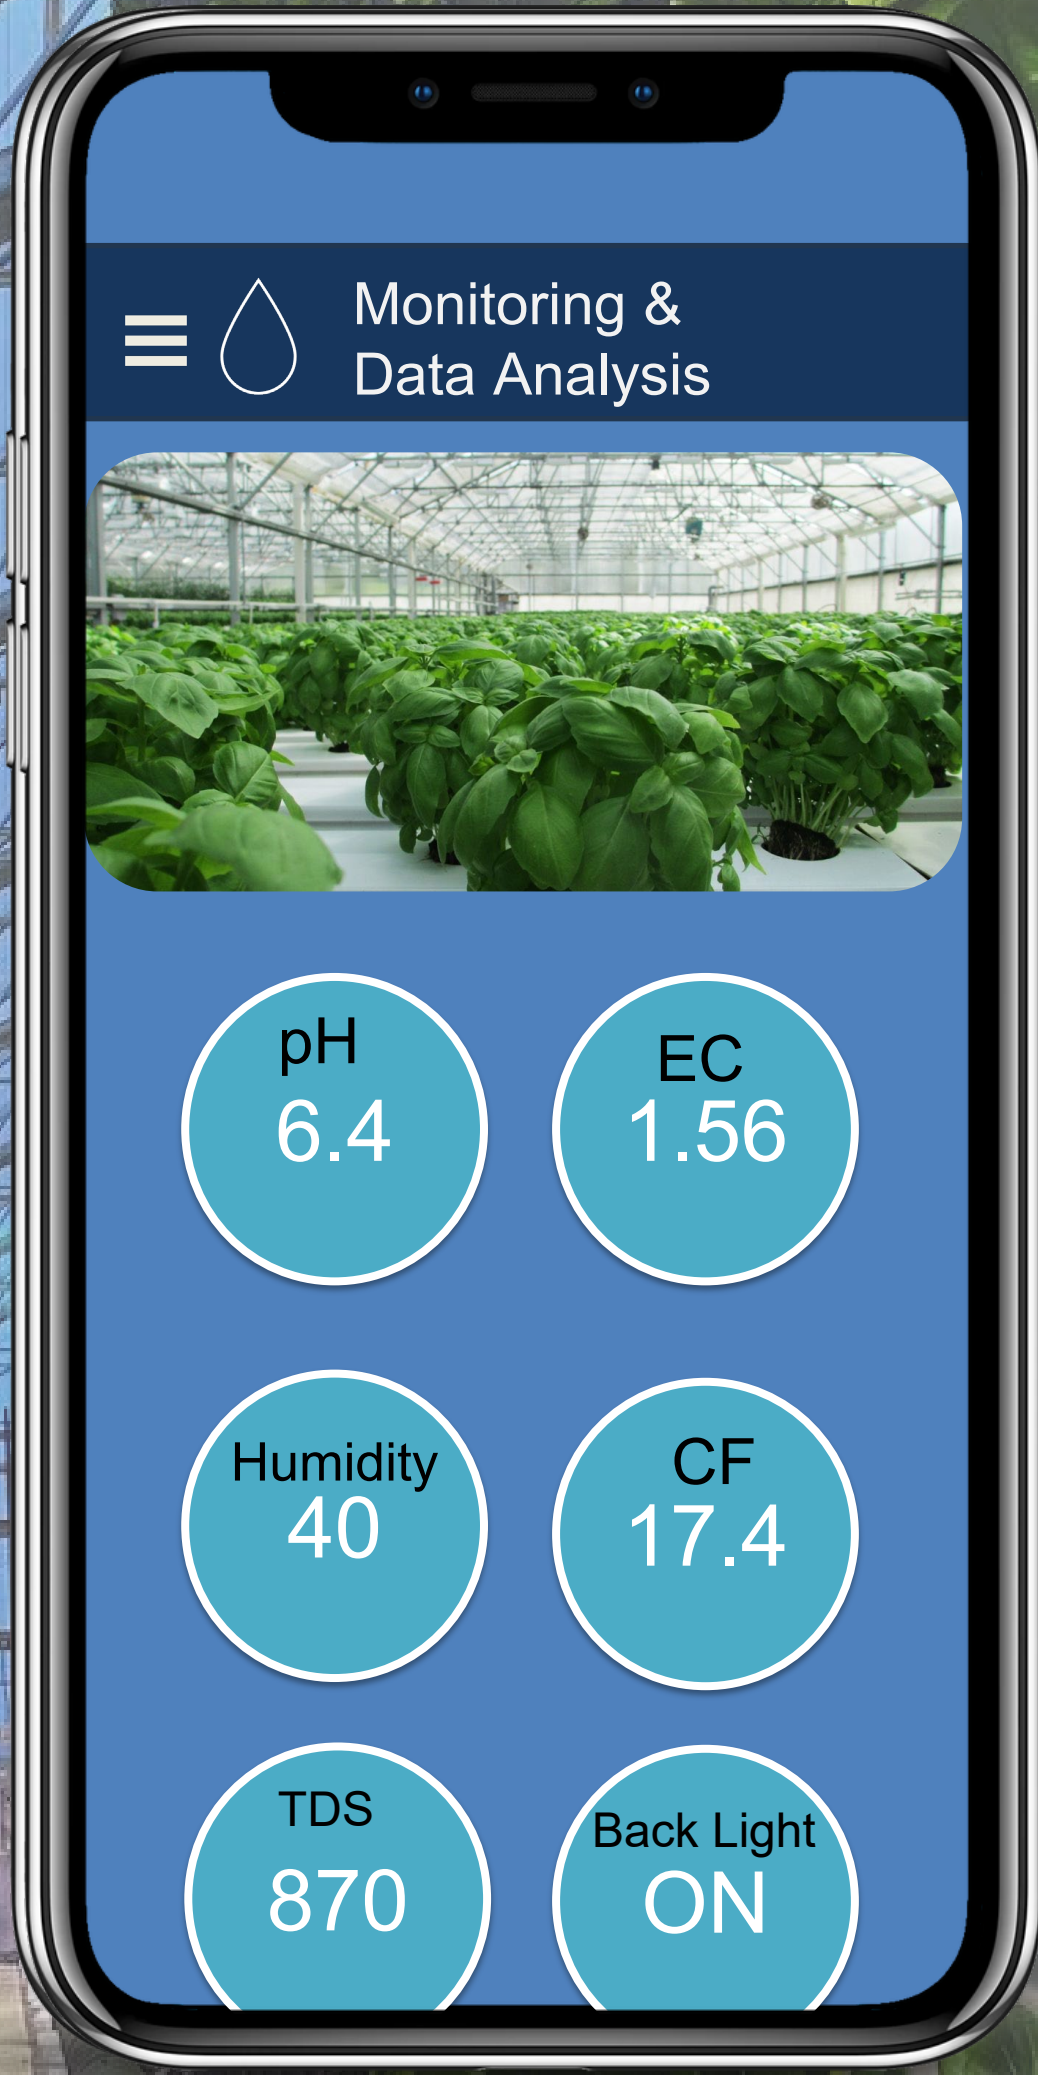 Monitoring &
Data Analysis
pH
6.4
EC
1.56
Humidity
40
CF
17.4
TDS
870
Back Light
ON